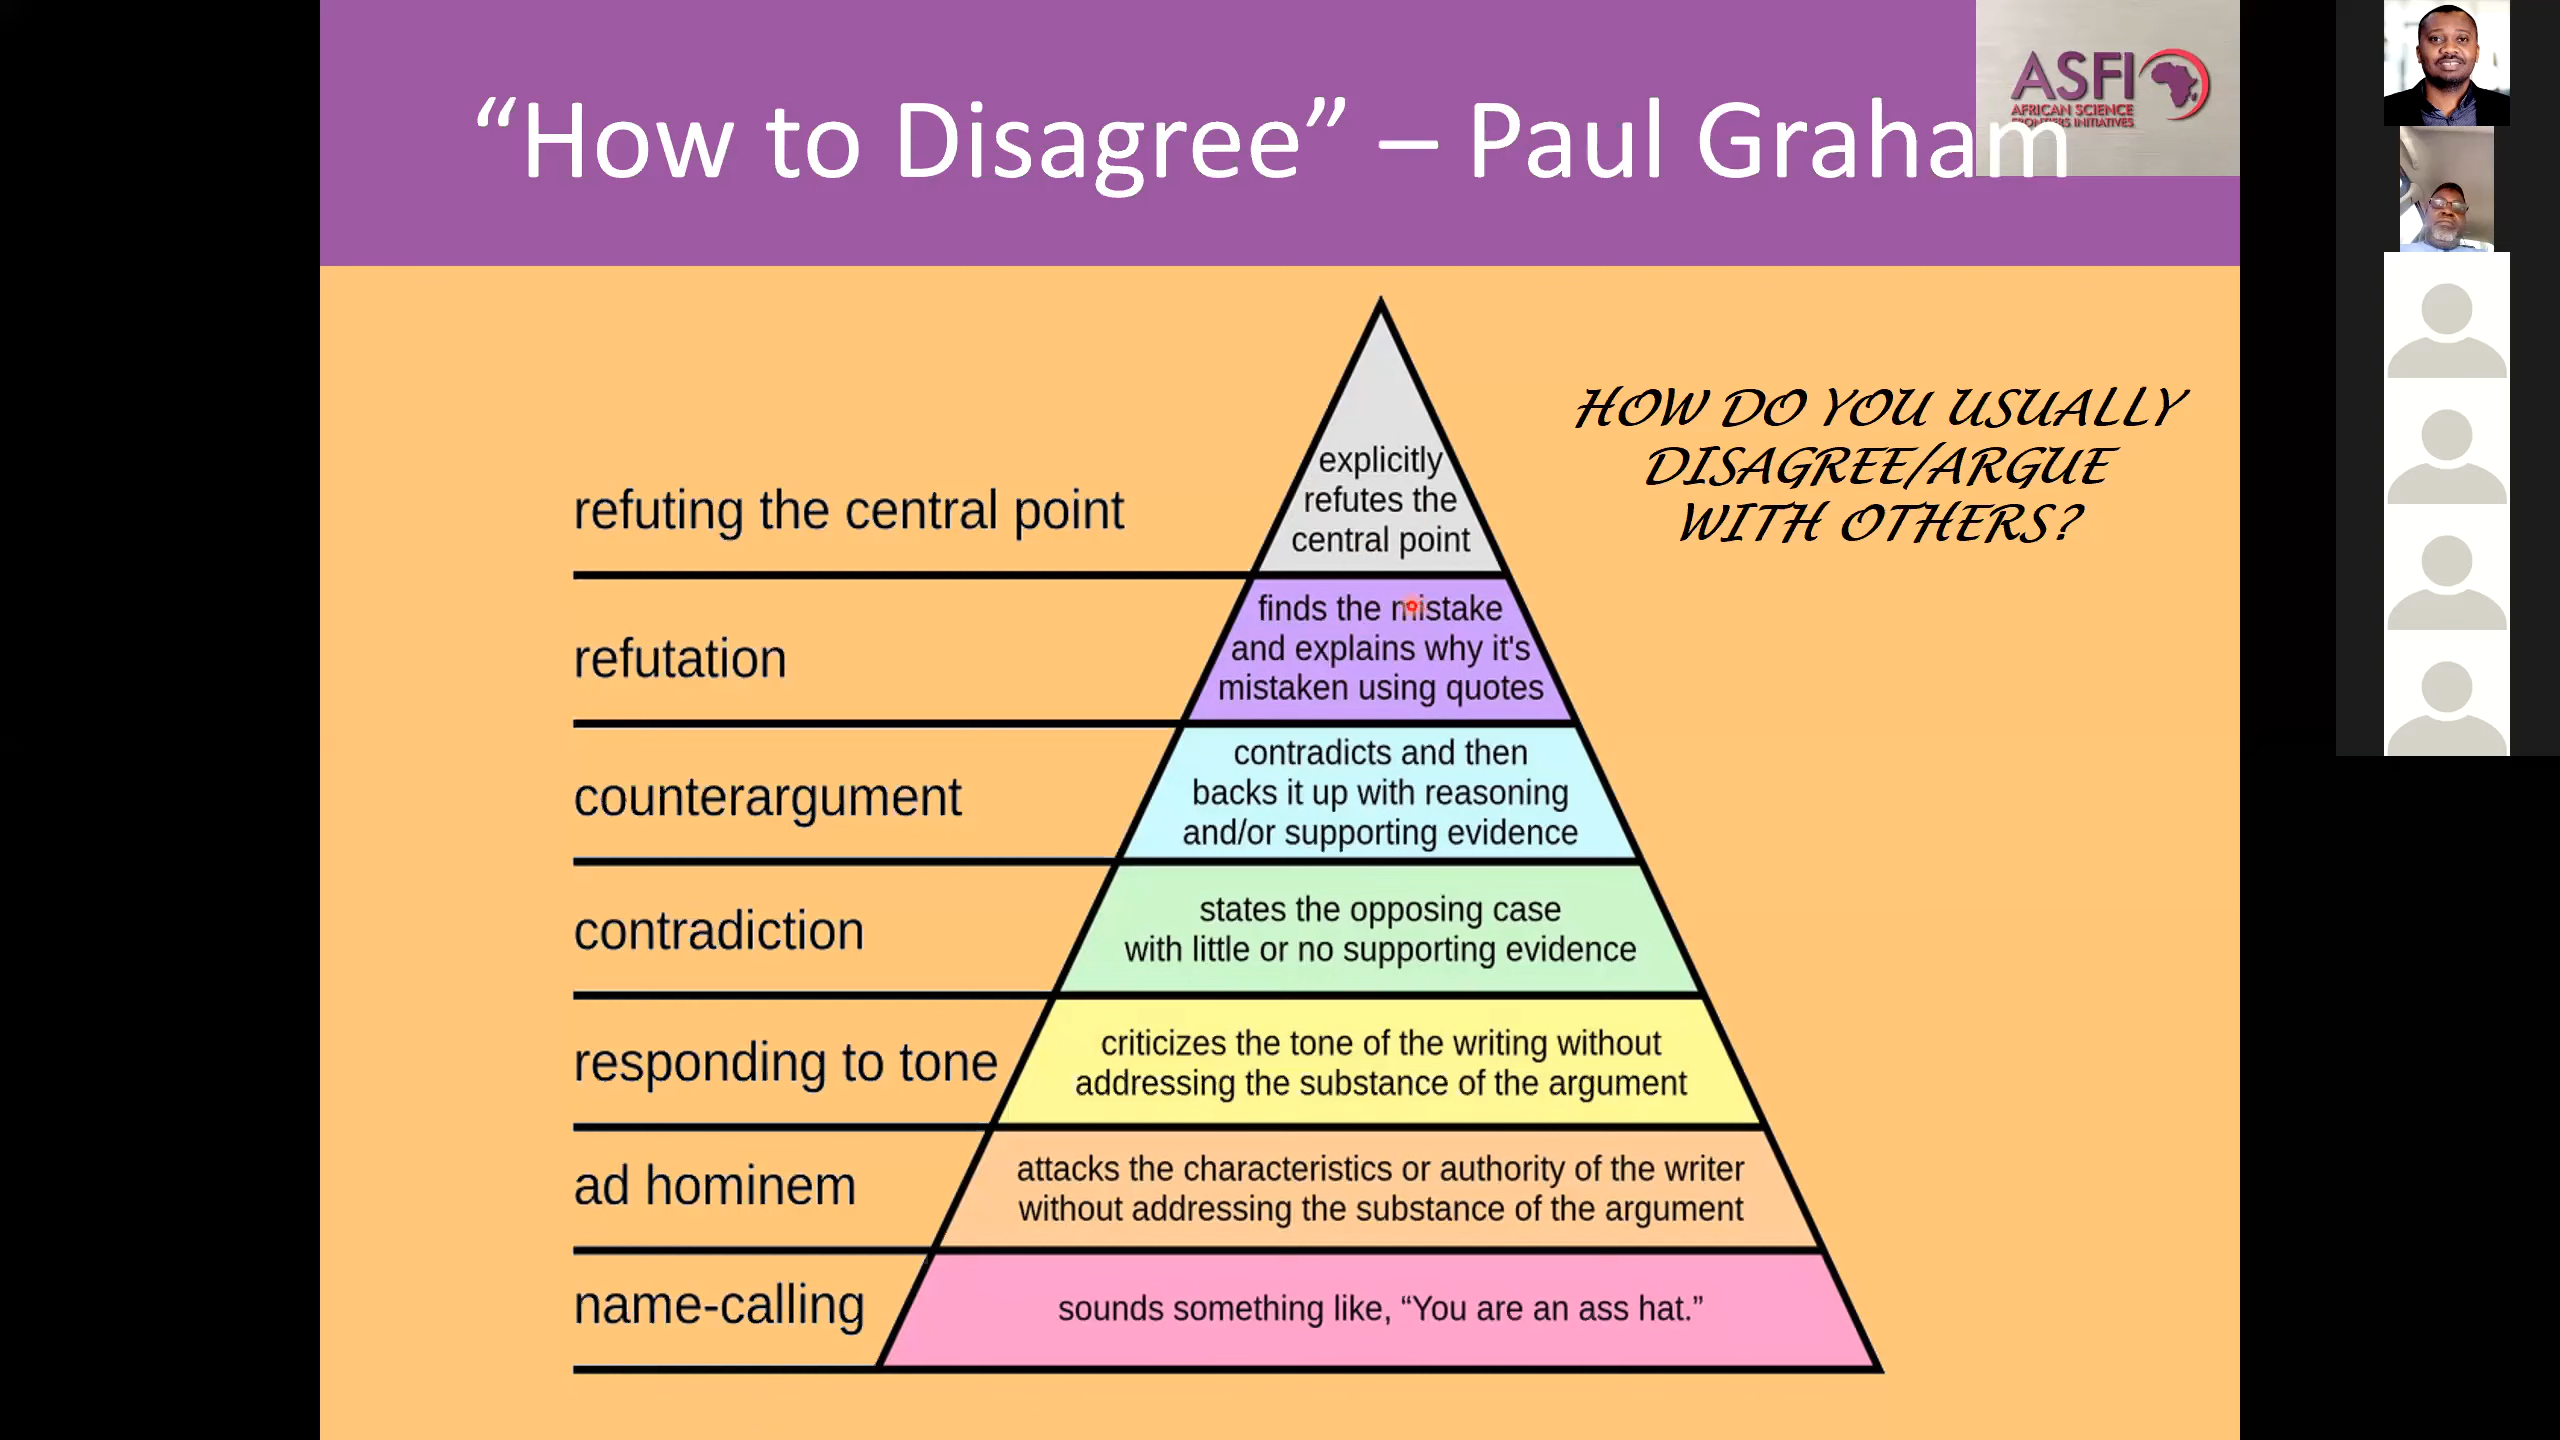 “How to Disagree” – Paul Graham
ASFI
AFRICAN SCIENCE
FRONTIERS INITIATIVES
HOW DO YOU USUALLY
DISAGREE/ARGUE
WITH OTHERS?
refuting the central point
explicitly
refutes the
central point
refutation
finds the mistake
and explains why it's
mistaken using quotes
counterargument
contradicts and then
backs it up with reasoning
and/or supporting evidence
contradiction
states the opposing case
with little or no supporting evidence
responding to tone
criticizes the tone of the writing without
addressing the substance of the argument
ad hominem
attacks the characteristics or authority of the writer
without addressing the substance of the argument
name-calling
sounds something like, “You are an ass hat.”